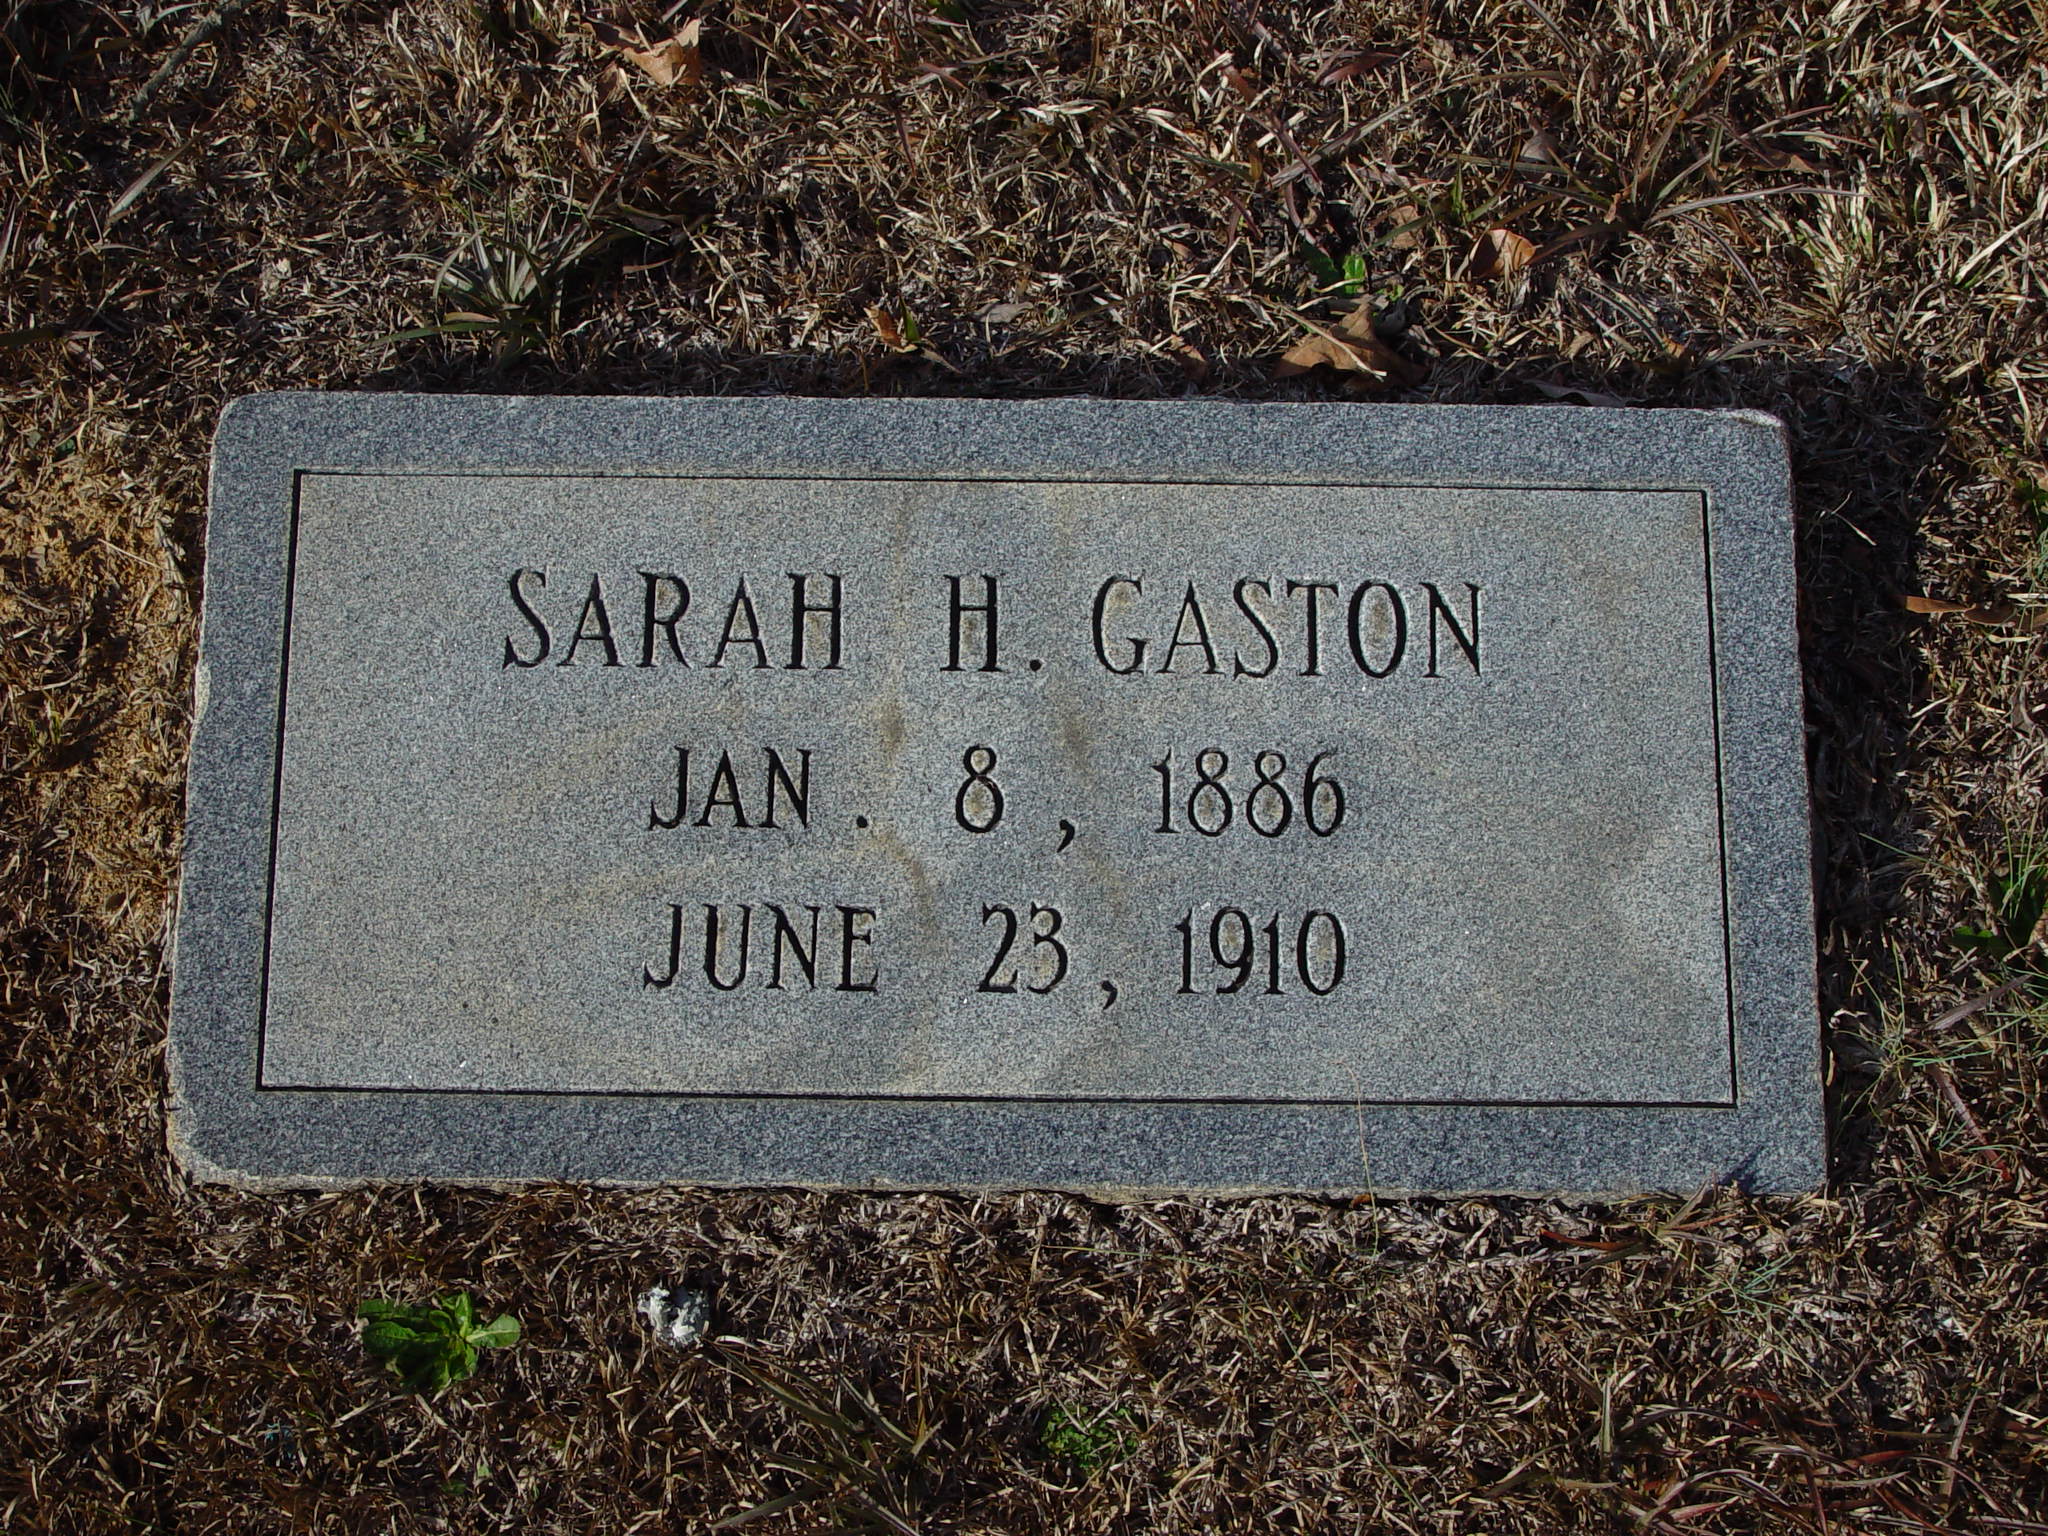 SARAH H. GASTON
JAN. 8, 1886
JUNE 23, 1910